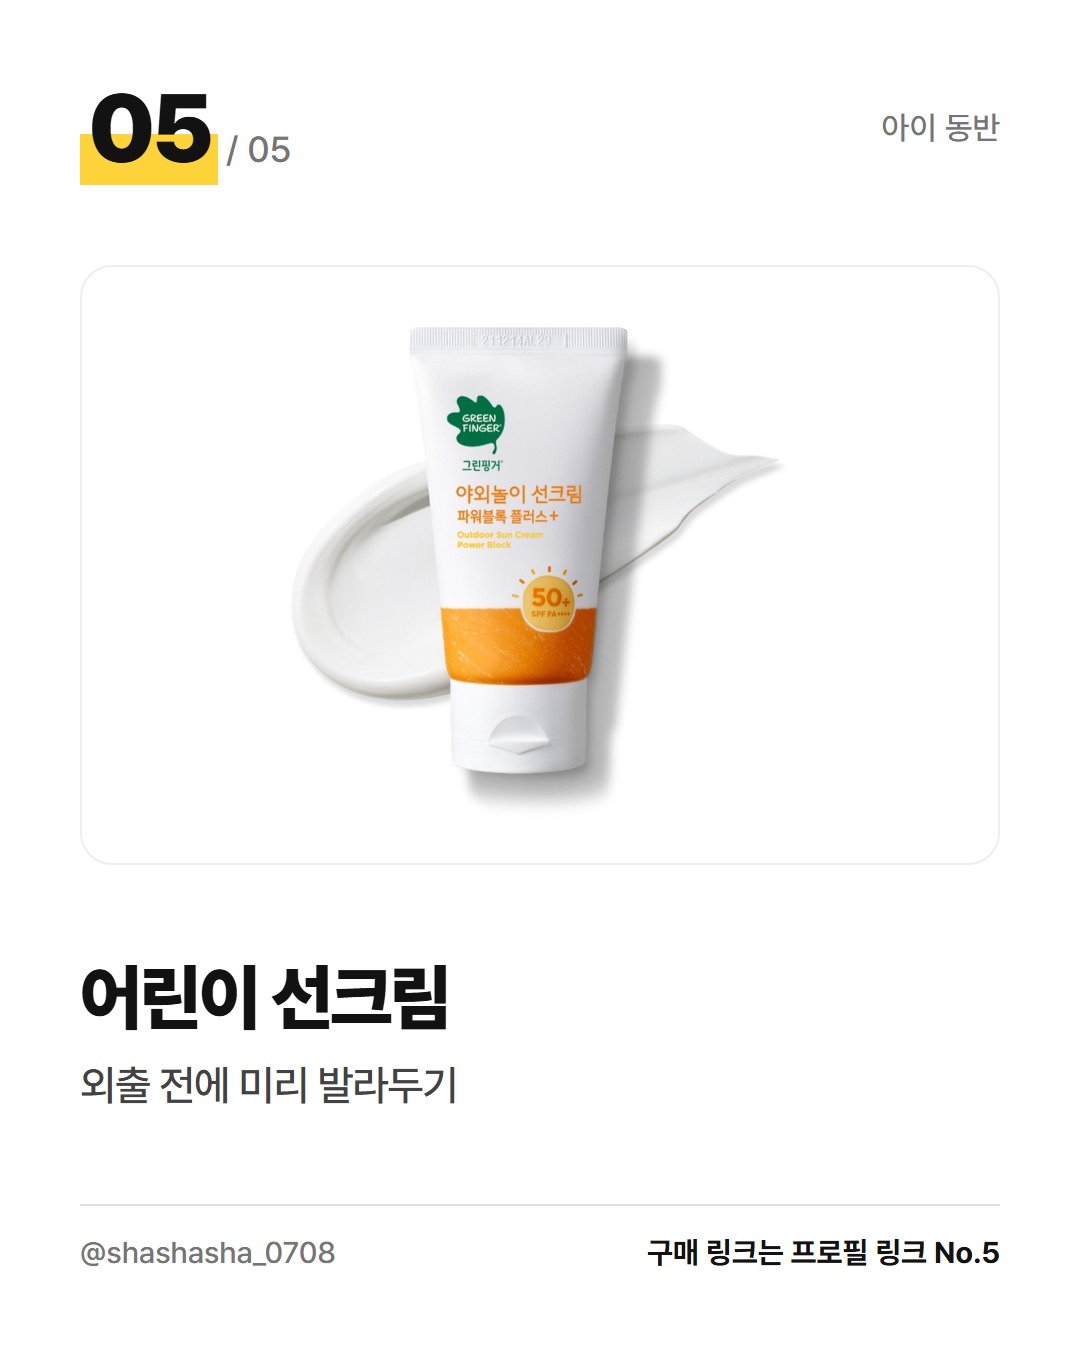 05 / 05
아이 동반
GREEN
FINGER
그린핑거
야외놀이 선크림
파워블록 플러스+
Outdoor Sun Cream
Power Block
50+
SPF PA++++
어린이 선크림
외출 전에 미리 발라두기
@shashasha_0708
구매 링크는 프로필 링크 No.5